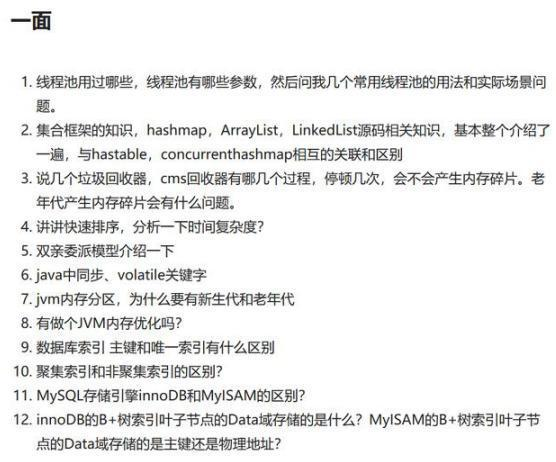 一面
1. 线程池用过哪些，线程池有哪些参数，然后问我几个常用线程池的用法和实际场景问
题。
2. 集合框架的知识，hashmap，ArrayList，LinkedList源码相关知识，基本整个介绍了
一遍，与hastable，concurrenthashmap相互的关联和区别
3. 说几个垃圾回收器，cms回收器有哪几个过程，停顿几次，会不会产生内存碎片。老
年代产生内存碎片会有什么问题。
4. 讲讲快速排序，分析一下时间复杂度？
5. 双亲委派模型介绍一下
6. java中同步、volatile关键字
7. jvm内存分区，为什么要有新生代和老年代
8. 有做个JVM内存优化吗？
9. 数据库索引 主键和唯一索引有什么区别
10. 聚集索引和非聚集索引的区别？
11. MySQL存储引擎innoDB和MyISAM的区别？
12. innoDB的B+树索引叶子节点的Data域存储的是什么？MyISAM的B+树索引叶子节
点的Data域存储的是主键还是物理地址？